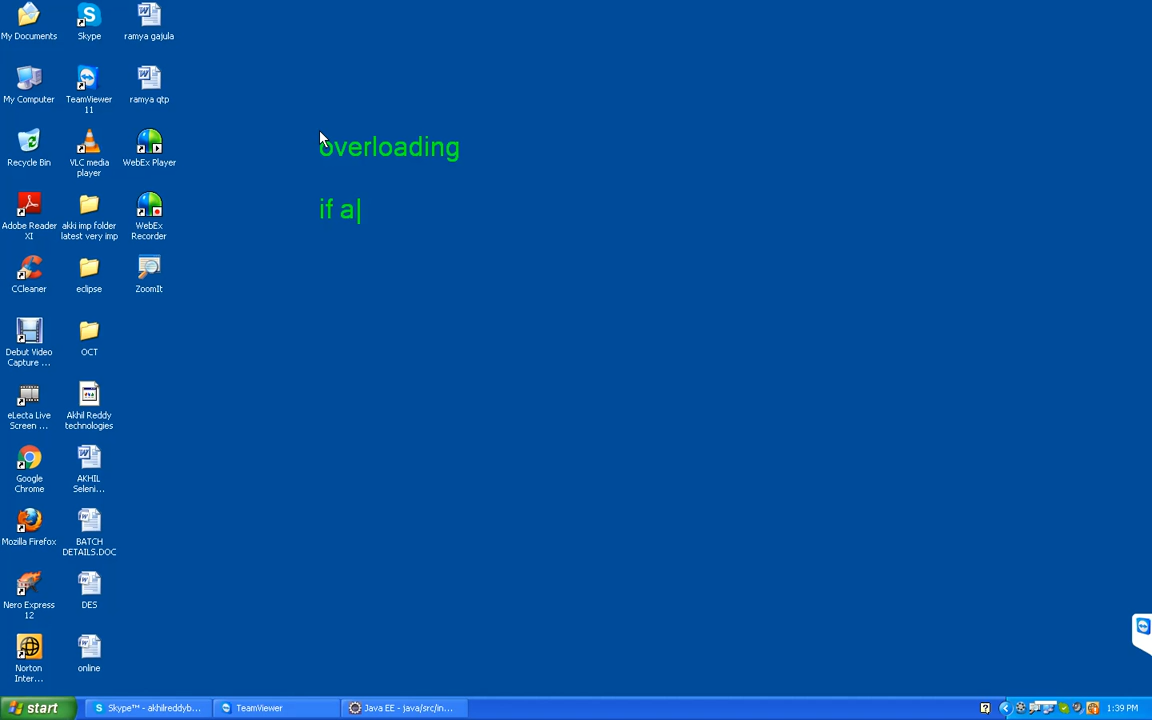 My Documents
Skype
ramya gajula
My Computer
TeamViewer
11
ramya qtp
Recycle Bin
VLC media
player
WebEx Player
Adobe Reader
XI
akki imp folder
latest very imp
WebEx
Recorder
CCleaner
eclipse
ZoomIt
Debut Video
Capture ...
OCT
eLecta Live
Screen ...
Akhil Reddy
technologies
Google
Chrome
AKHIL
Seleni...
Mozilla Firefox
BATCH
DETAILS.DOC
Nero Express
12
DES
Norton
Inter...
online
overloading
if a
start
Skype™ - akhilreddyb...
TeamViewer
Java EE - java/src/in...
1:39 PM